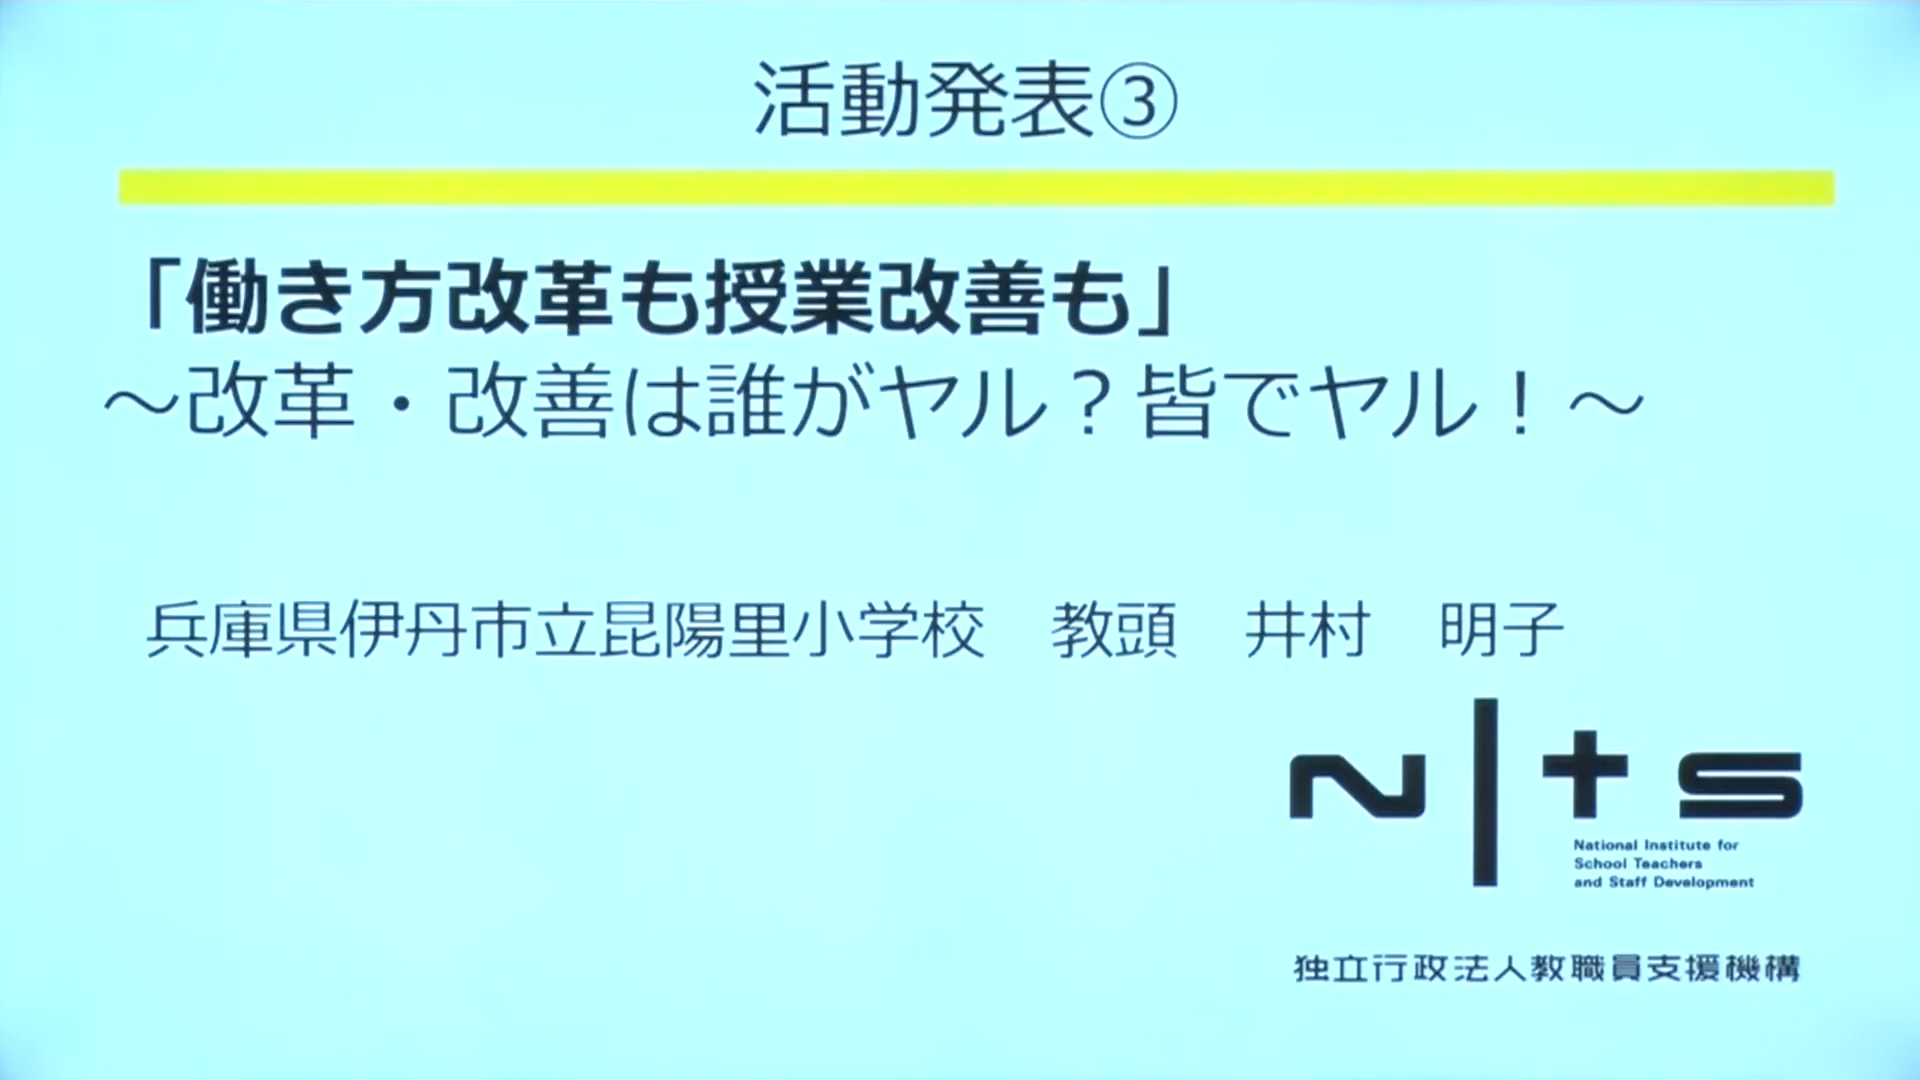 活動発表③
「働き方改革も授業改善も」
～改革・改善は誰がヤル？皆でヤル！～
兵庫県伊丹市立昆陽里小学校　教頭　井村　明子
NITS
National Institute for
School Teachers
and Staff Development
独立行政法人教職員支援機構